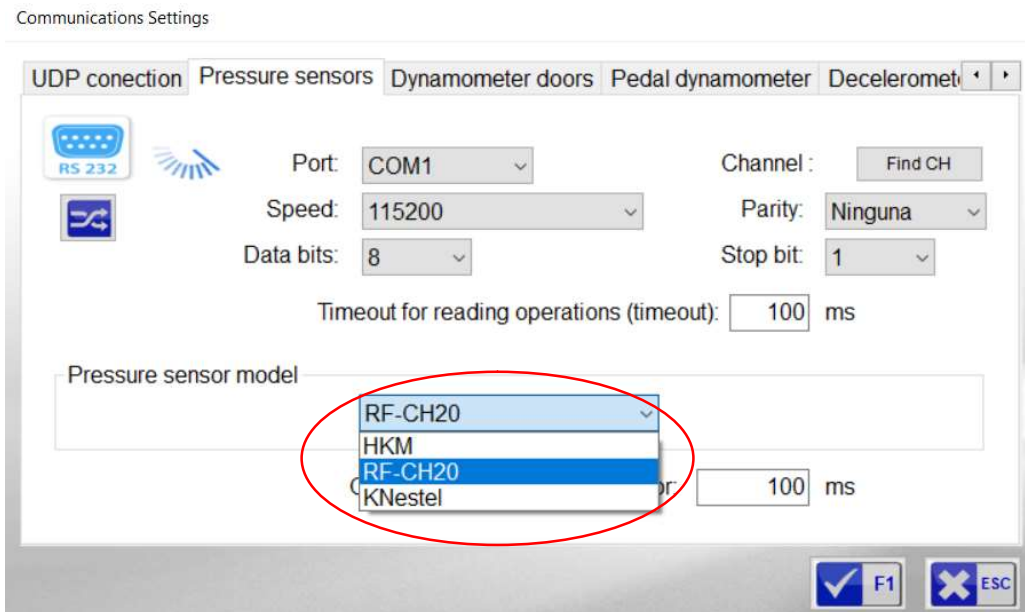 Communications Settings
UDP conection Pressure sensors Dynamometer doors Pedal dynamometer
RS 232
Port: COM1 Channel : Find CH
Speed: 115200 Parity: Ninguna
Data bits: 8 Stop bit: 1
Timeout for reading operations (timeout): 100 ms
Pressure sensor model
RF-CH20
HKM
RF-CH20
KNestel
100 ms
F1 ESC